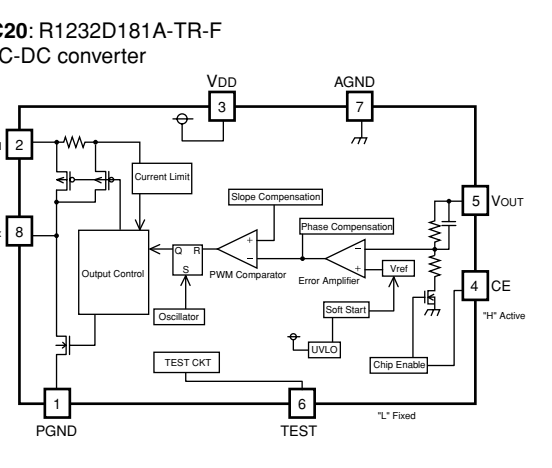 C20: R1232D181A-TR-F
C-DC converter
VDD
AGND
3
7
2
Current Limit
Slope Compensation
5
VOUT
8
Phase Compensation
Output Control
Q R
S
+
−
PWM Comparator
−
+
Error Amplifier
Vref
4
CE
"H" Active
Oscillator
Soft Start
UVLO
TEST CKT
Chip Enable
1
6
"L" Fixed
PGND
TEST